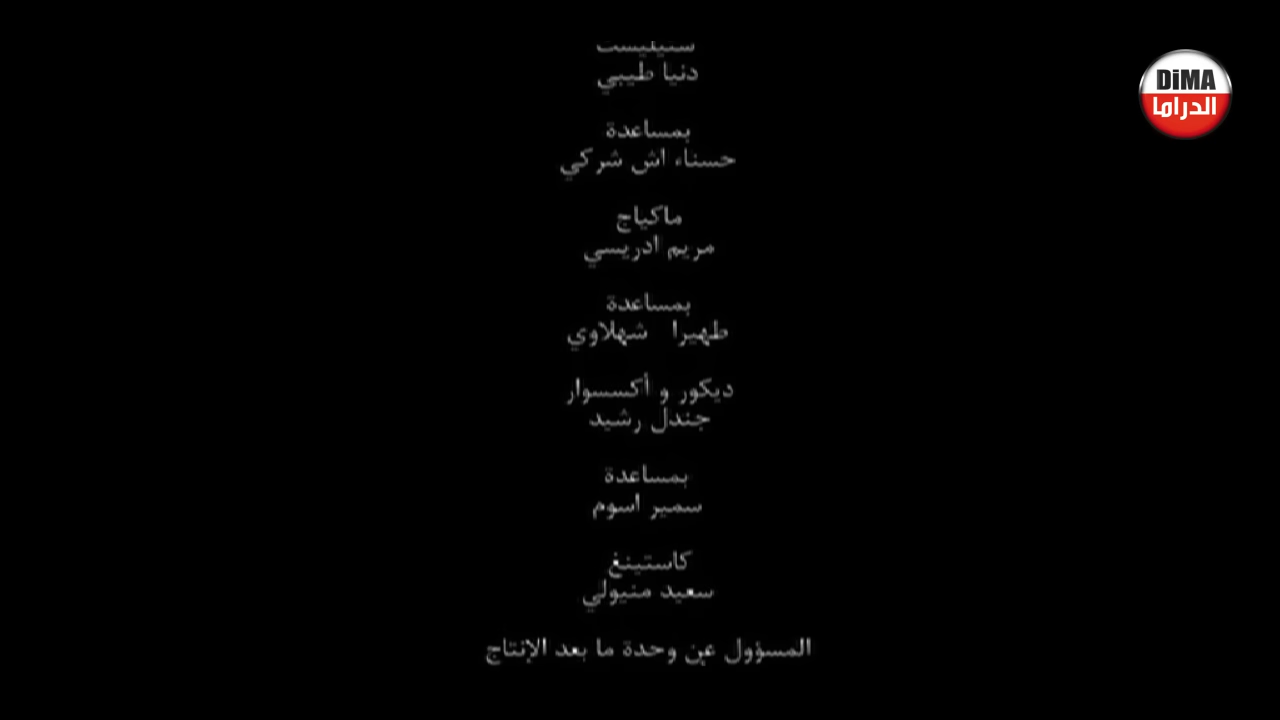 ستيليست
دنيا طيبي
بمساعدة
حسناء اش شركي
ماكياج
مريم ادريسي
بمساعدة
طهيرا شهلاوي
ديكور و أكسسوار
جندل رشيد
بمساعدة
سمير اسوم
كاستينغ
سعيد منيولي
المسؤول عن وحدة ما بعد الإنتاج
DiMA
الدراما